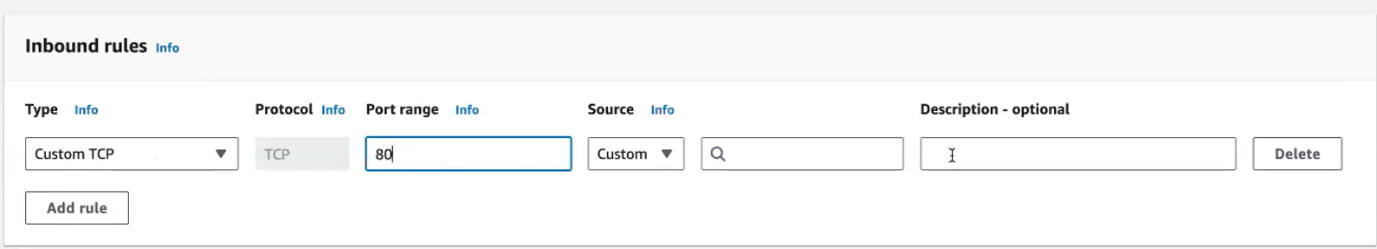 Inbound rules Info
Type Info Protocol Info Port range Info Source Info Description - optional
Custom TCP TCP 80 Custom Delete
Add rule